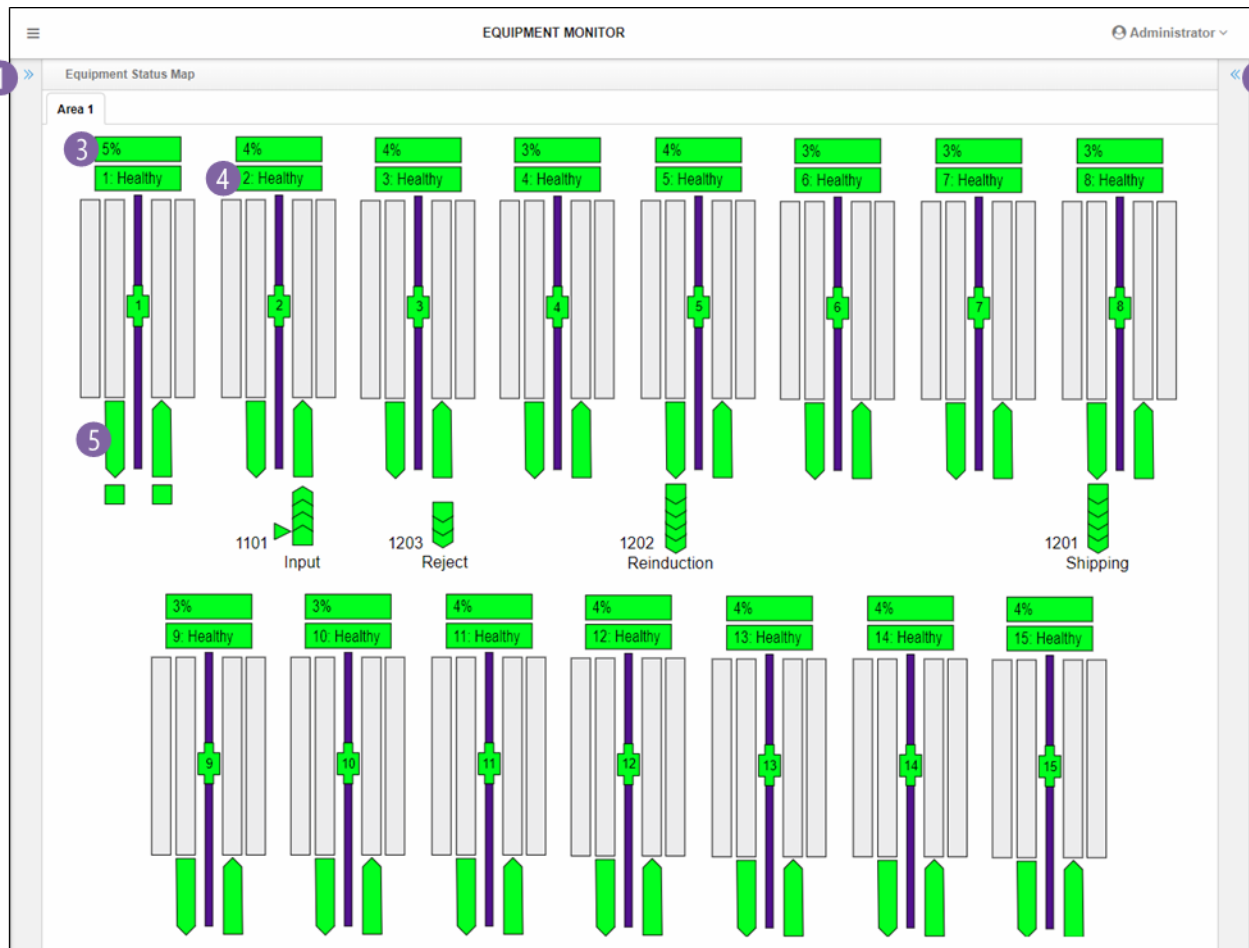 EQUIPMENT MONITOR
Administrator
Equipment Status Map
Area 1
3 5% 4% 4% 3% 4% 3% 3% 3%
1: Healthy 4 2: Healthy 3: Healthy 4: Healthy 5: Healthy 6: Healthy 7: Healthy 8: Healthy
1 2 3 4 5 6 7 8
5
1101 1203 1202 1201
Input Reject Reinduction Shipping
3% 3% 4% 4% 4% 4% 4%
9: Healthy 10: Healthy 11: Healthy 12: Healthy 13: Healthy 14: Healthy 15: Healthy
9 10 11 12 13 14 15